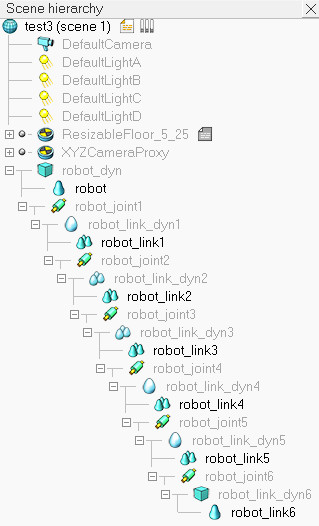 Scene hierarchy
test3 (scene 1)
DefaultCamera
DefaultLightA
DefaultLightB
DefaultLightC
DefaultLightD
ResizableFloor_5_25
XYZCameraProxy
robot_dyn
robot
robot_joint1
robot_link_dyn1
robot_link1
robot_joint2
robot_link_dyn2
robot_link2
robot_joint3
robot_link_dyn3
robot_link3
robot_joint4
robot_link_dyn4
robot_link4
robot_joint5
robot_link_dyn5
robot_link5
robot_joint6
robot_link_dyn6
robot_link6